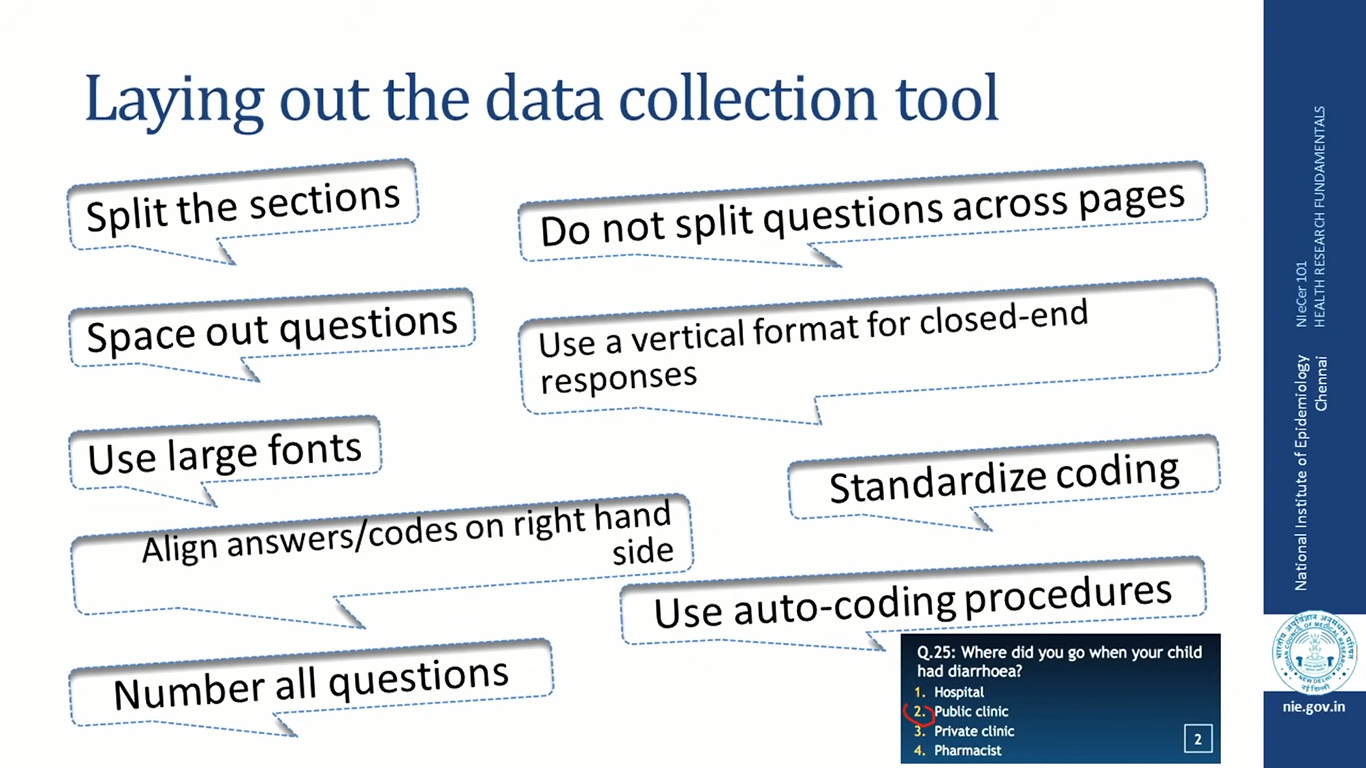 Laying out the data collection tool
Split the sections
Do not split questions across pages
Space out questions
Use a vertical format for closed-end
responses
Use large fonts
Standardize coding
Align answers/codes on right hand
side
Use auto-coding procedures
Number all questions
Q.25: Where did you go when your child
had diarrhoea?
1. Hospital
2. Public clinic
3. Private clinic
4. Pharmacist
2
NIeCer 101
HEALTH RESEARCH FUNDAMENTALS
National Institute of Epidemiology
Chennai
nie.gov.in